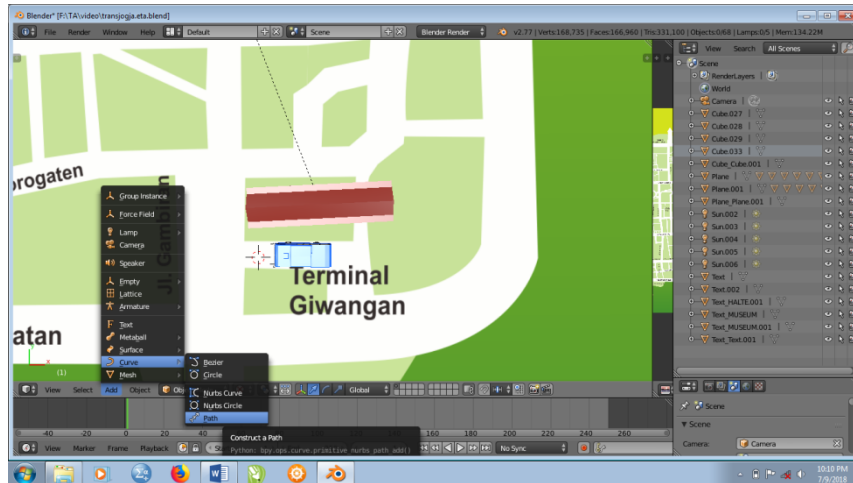 Blender* [F:\TA\video\transjogja.eta.blend]
File Render Window Help Default Scene Blender Render v2.77 | Verts:168,735 | Faces:166,960 | Tris:331,100 | Objects:0/68 | Lamps:0/5 | Mem:134.22M
View Search All Scenes
Scene
RenderLayers
World
Camera
Cube.027
Cube.028
Cube.029
Cube.033
Cube_Cube.001
Plane
Plane.001
Plane_Plane.001
Sun.002
Sun.003
Sun.004
Sun.005
Sun.006
Text
Text.002
Text_HALTE.001
Text_MUSEUM
Text_MUSEUM.001
Text_Text.001
orogaten
Jl. Gambiran
Terminal
Giwangan
atan
(1)
Group Instance
Force Field
Lamp
Camera
Speaker
Empty
Lattice
Armature
Text
Metaball
Surface
Curve
Mesh
Bezier
Circle
Nurbs Curve
Nurbs Circle
Path
Construct a Path
Python: bpy.ops.curve.primitive_nurbs_path_add()
View Select Add Object Global
-40 -20 0 20 40 180 200 220 240 260
View Marker Frame Playback No Sync
Scene
Scene
Camera: Camera
10:10 PM
7/9/2018